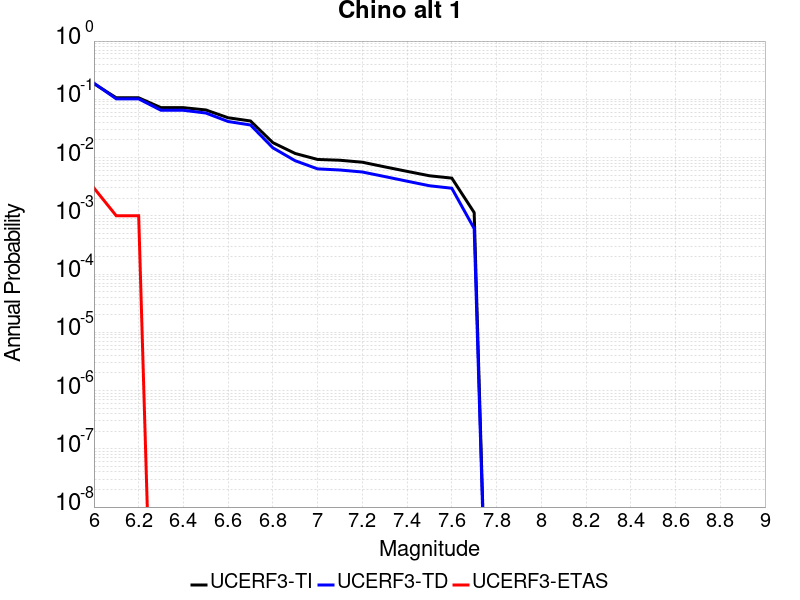 Chino alt 1
10^0
10^-1
10^-2
10^-3
10^-4
10^-5
10^-6
10^-7
10^-8
Annual Probability
6 6.2 6.4 6.6 6.8 7 7.2 7.4 7.6 7.8 8 8.2 8.4 8.6 8.8 9
Magnitude
UCERF3-TI UCERF3-TD UCERF3-ETAS